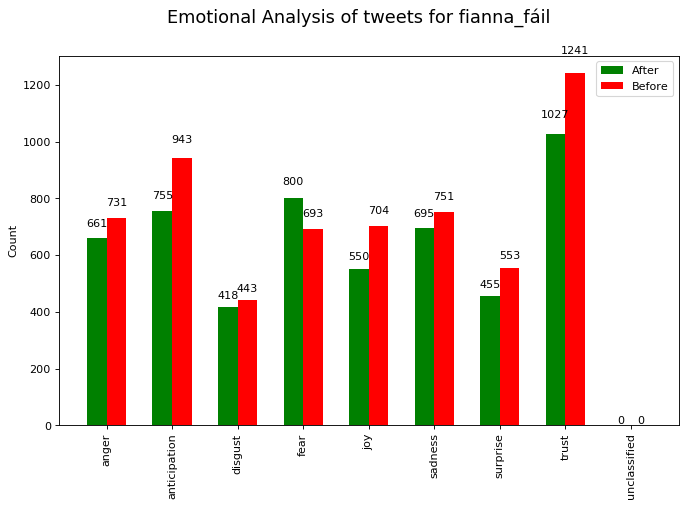 Emotional Analysis of tweets for fianna_fáil
After
Before
Count
1200
1000
800
600
400
200
0
661
731
755
943
418
443
800
693
550
704
695
751
455
553
1027
1241
0
0
anger
anticipation
disgust
fear
joy
sadness
surprise
trust
unclassified